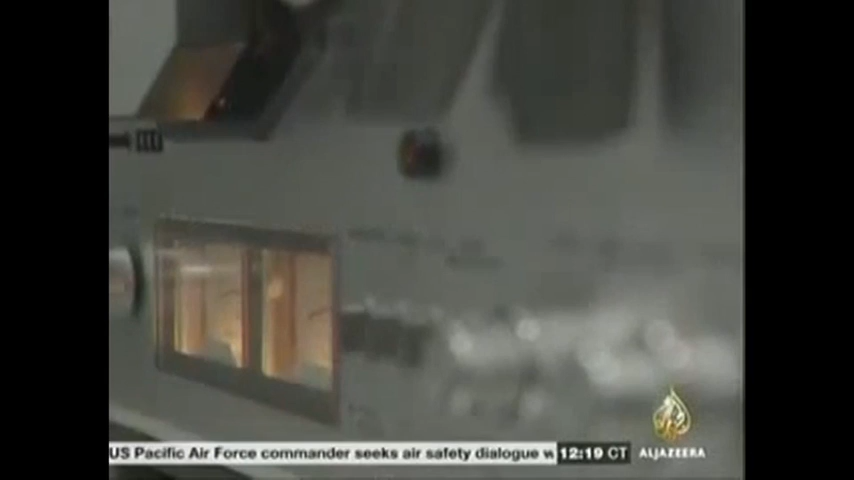 US Pacific Air Force commander seeks air safety dialogue w
12:19 CT
ALJAZEERA